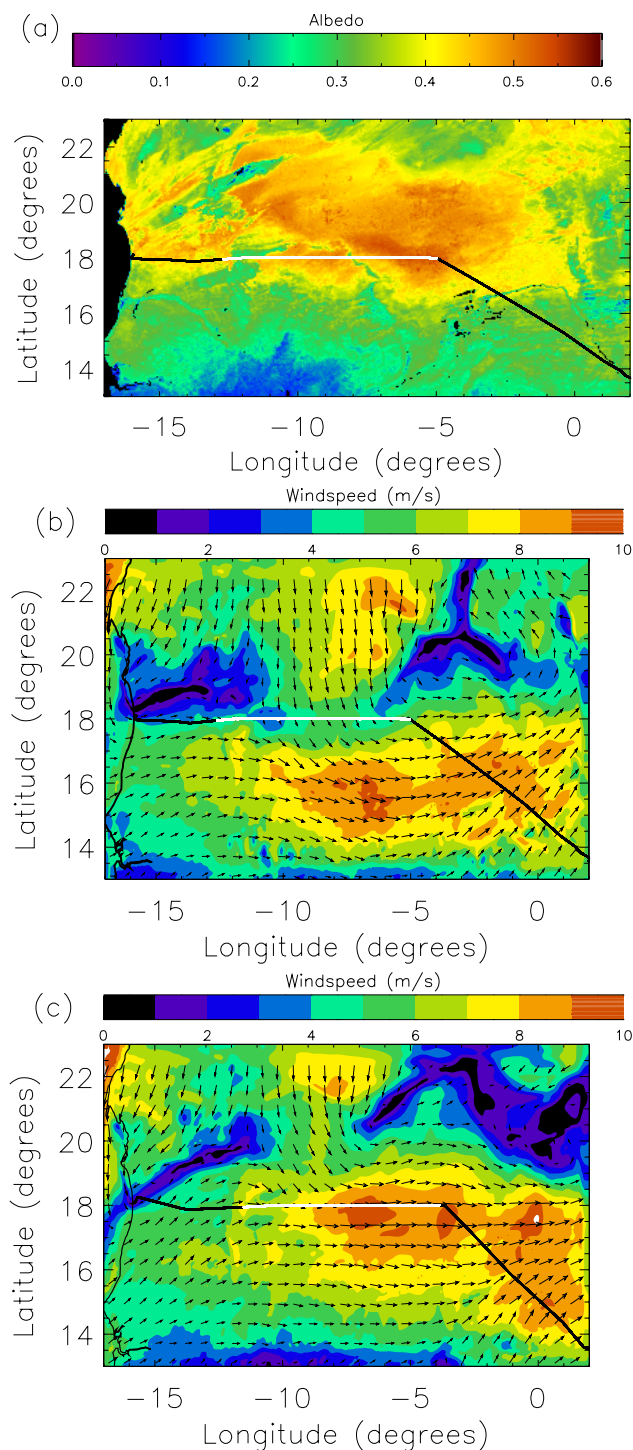 (a)
Albedo
0.0 0.1 0.2 0.3 0.4 0.5 0.6
22
20
18
16
14
Latitude (degrees)
−15 −10 −5 0
Longitude (degrees)
(b)
Windspeed (m/s)
0 2 4 6 8 10
22
20
18
16
14
Latitude (degrees)
−15 −10 −5 0
Longitude (degrees)
(c)
Windspeed (m/s)
0 2 4 6 8 10
22
20
18
16
14
Latitude (degrees)
−15 −10 −5 0
Longitude (degrees)